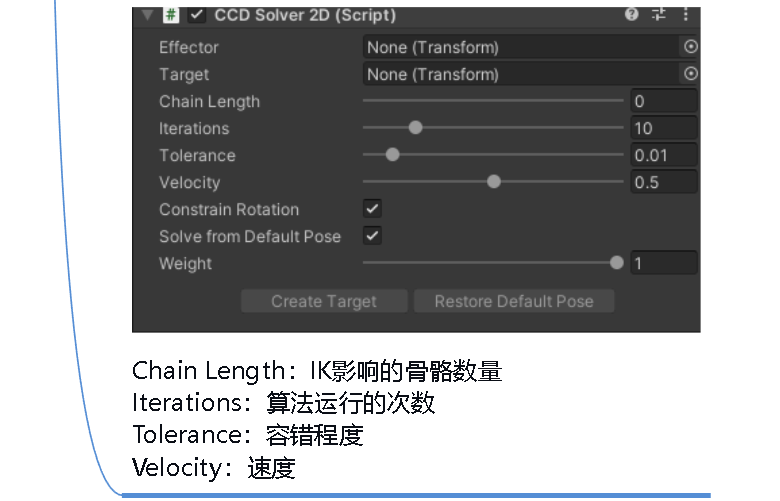 CCD Solver 2D (Script)
Effector None (Transform)
Target None (Transform)
Chain Length 0
Iterations 10
Tolerance 0.01
Velocity 0.5
Constrain Rotation
Solve from Default Pose
Weight 1
Create Target Restore Default Pose
Chain Length：IK影响的骨骼数量
Iterations：算法运行的次数
Tolerance：容错程度
Velocity：速度